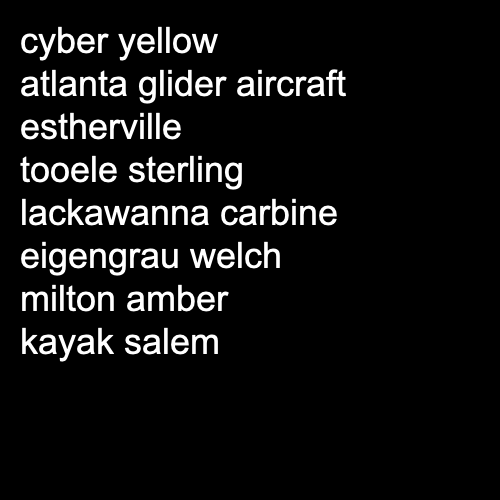 cyber yellow
atlanta glider aircraft
estherville
tooele sterling
lackawanna carbine
eigengrau welch
milton amber
kayak salem